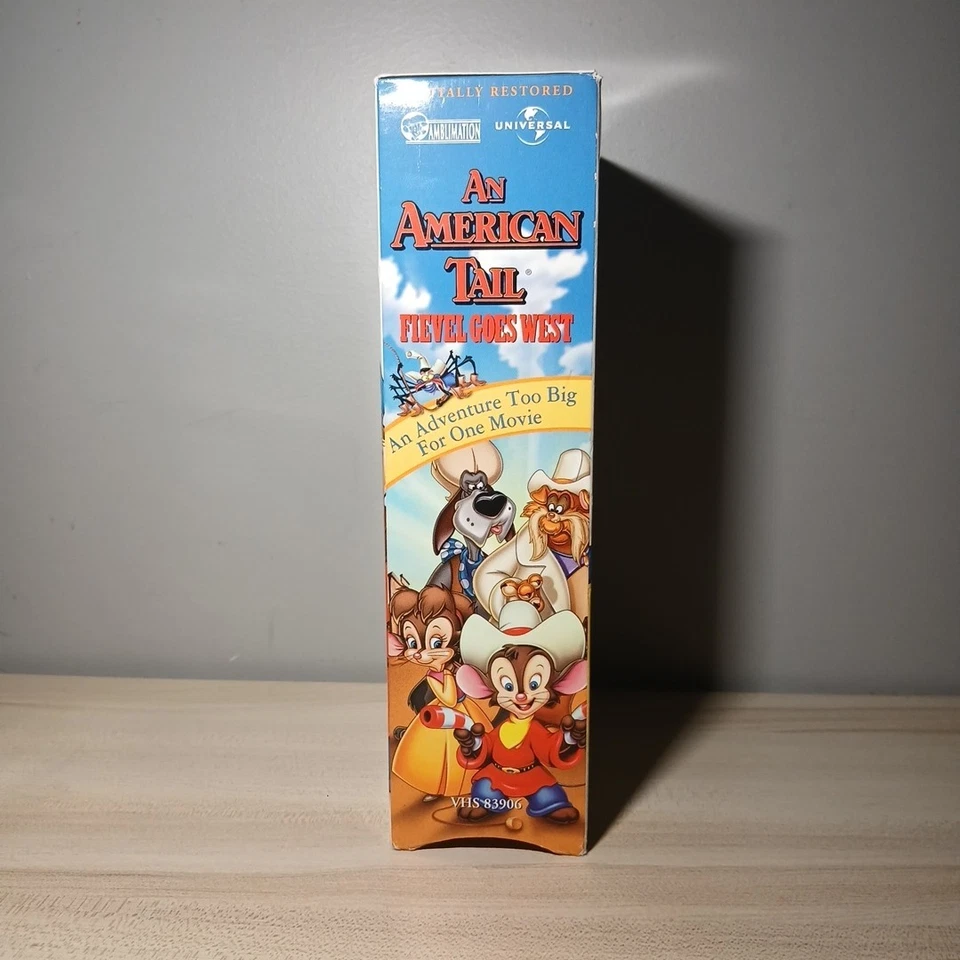 TALLY RESTORED
AMBLIMATION UNIVERSAL
AN
AMERICAN
TAIL®
FIEVEL GOES WEST
An Adventure Too Big
For One Movie
VHS 83906